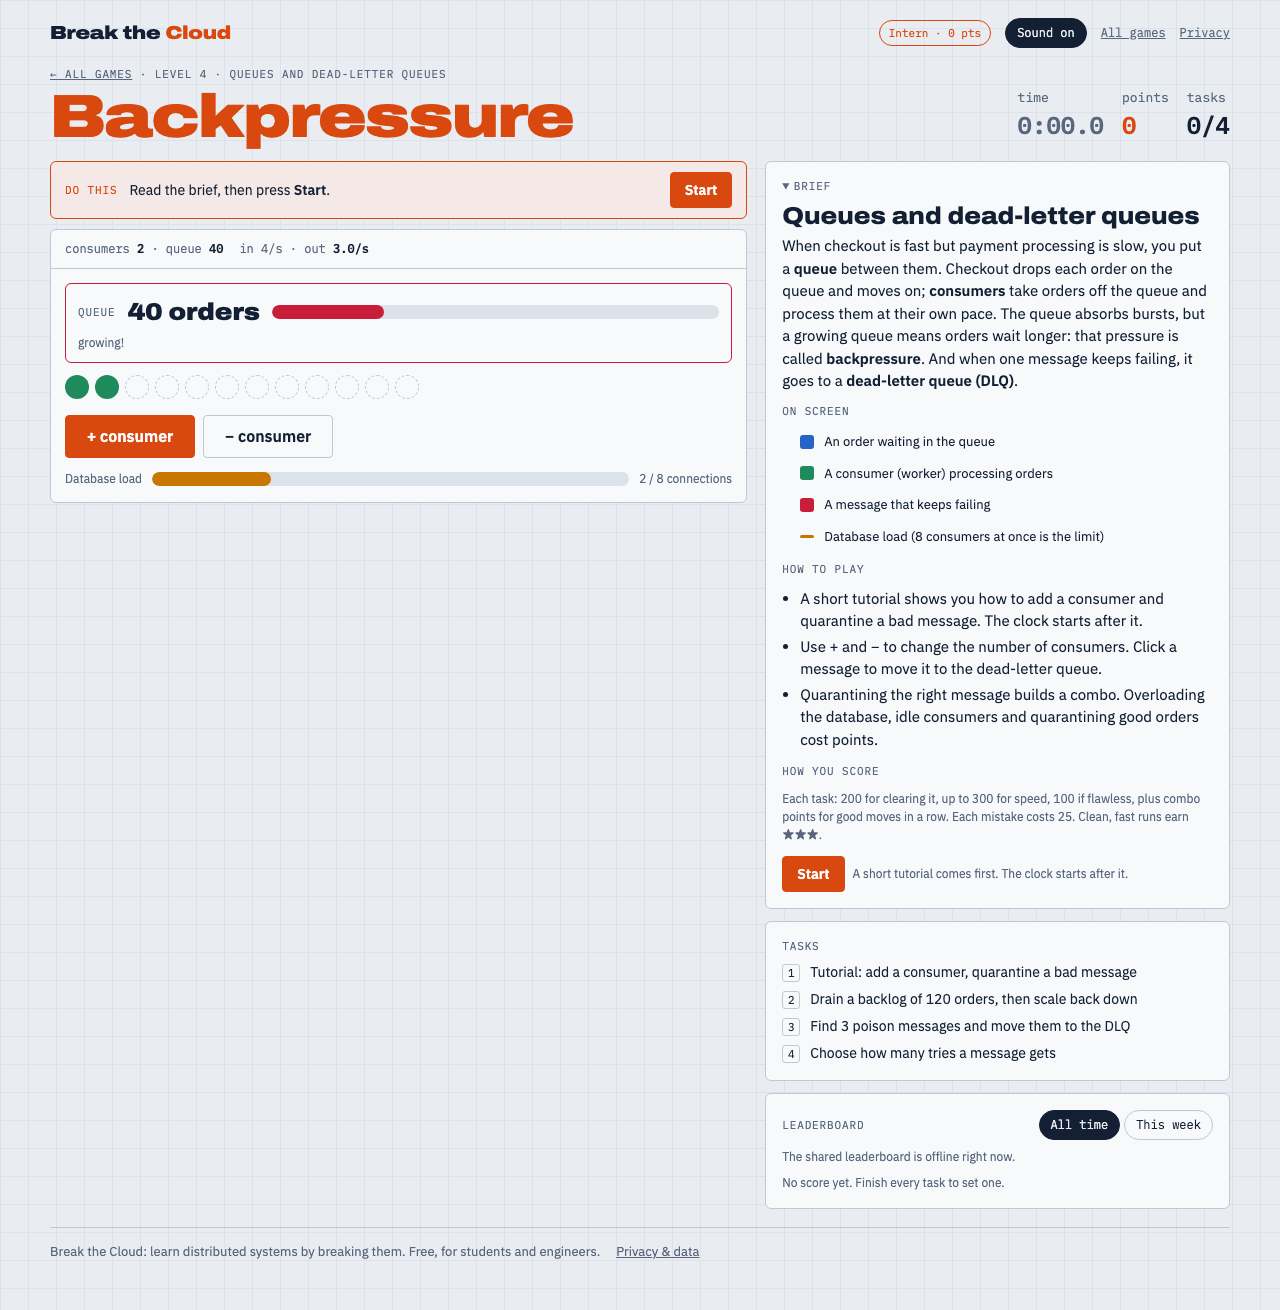 Break the Cloud
Intern · 0 pts
Sound on
All games
Privacy
← ALL GAMES · LEVEL 4 · QUEUES AND DEAD-LETTER QUEUES
Backpressure
time
0:00.0
points
0
tasks
0/4
DO THIS Read the brief, then press Start.
Start
consumers 2 · queue 40 in 4/s · out 3.0/s
QUEUE 40 orders
growing!
+ consumer
− consumer
Database load
2 / 8 connections
▼ BRIEF
Queues and dead-letter queues
When checkout is fast but payment processing is slow, you put
a queue between them. Checkout drops each order on the
queue and moves on; consumers take orders off the queue and
process them at their own pace. The queue absorbs bursts, but
a growing queue means orders wait longer: that pressure is
called backpressure. And when one message keeps failing, it
goes to a dead-letter queue (DLQ).
ON SCREEN
An order waiting in the queue
A consumer (worker) processing orders
A message that keeps failing
Database load (8 consumers at once is the limit)
HOW TO PLAY
• A short tutorial shows you how to add a consumer and
quarantine a bad message. The clock starts after it.
• Use + and − to change the number of consumers. Click a
message to move it to the dead-letter queue.
• Quarantining the right message builds a combo. Overloading
the database, idle consumers and quarantining good orders
cost points.
HOW YOU SCORE
Each task: 200 for clearing it, up to 300 for speed, 100 if flawless, plus combo
points for good moves in a row. Each mistake costs 25. Clean, fast runs earn
★★★.
Start
A short tutorial comes first. The clock starts after it.
TASKS
1 Tutorial: add a consumer, quarantine a bad message
2 Drain a backlog of 120 orders, then scale back down
3 Find 3 poison messages and move them to the DLQ
4 Choose how many tries a message gets
LEADERBOARD
All time
This week
The shared leaderboard is offline right now.
No score yet. Finish every task to set one.
Break the Cloud: learn distributed systems by breaking them. Free, for students and engineers.
Privacy & data